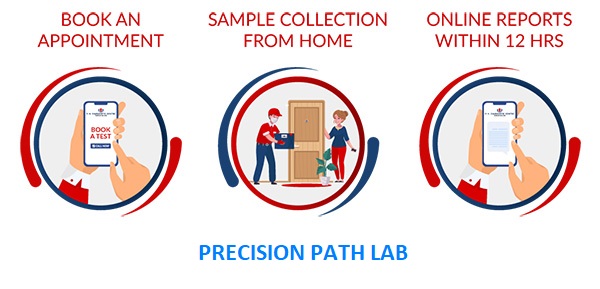 BOOK AN
APPOINTMENT
SAMPLE COLLECTION
FROM HOME
ONLINE REPORTS
WITHIN 12 HRS
BOOK
A TEST
CALL NOW
PRECISION PATH LAB